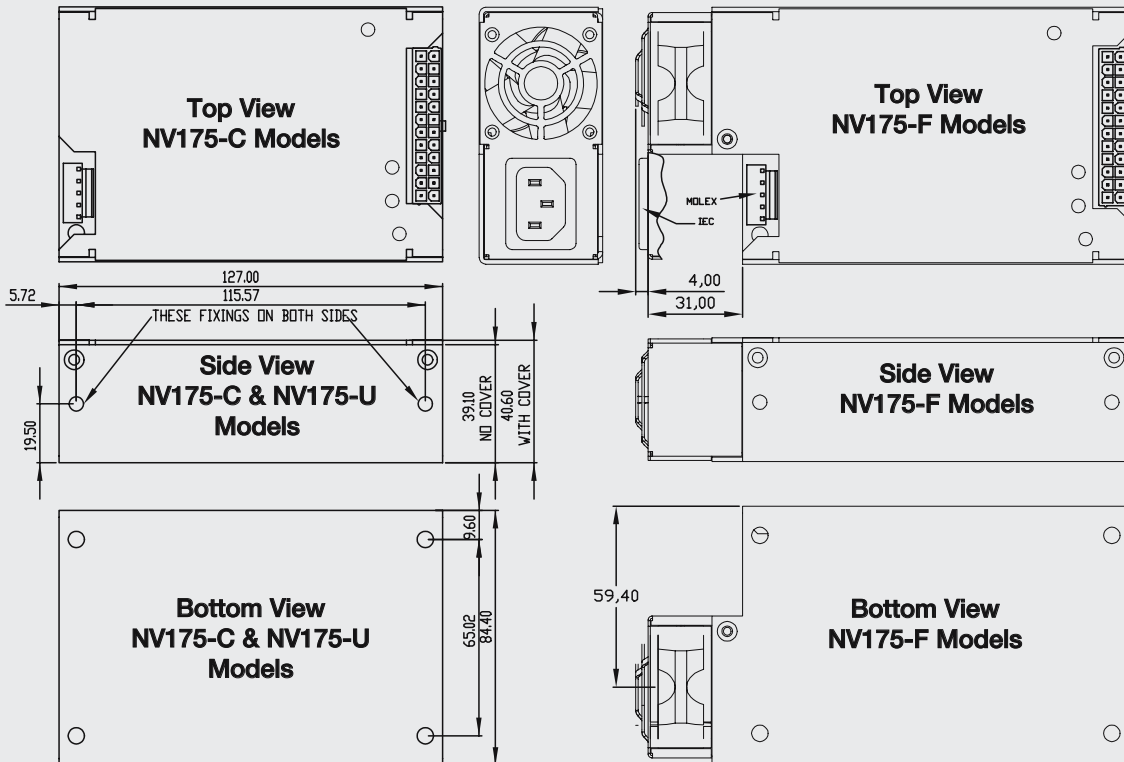 Top View
NV175-C Models
Top View
NV175-F Models
MOLEX
IEC
127.00
5.72
115.57
THESE FIXINGS ON BOTH SIDES
4,00
31,00
Side View
NV175-C & NV175-U
Models
19.50
39.10
NO COVER
40.60
WITH COVER
Side View
NV175-F Models
9.60
65.02
84.40
Bottom View
NV175-C & NV175-U
Models
59,40
Bottom View
NV175-F Models